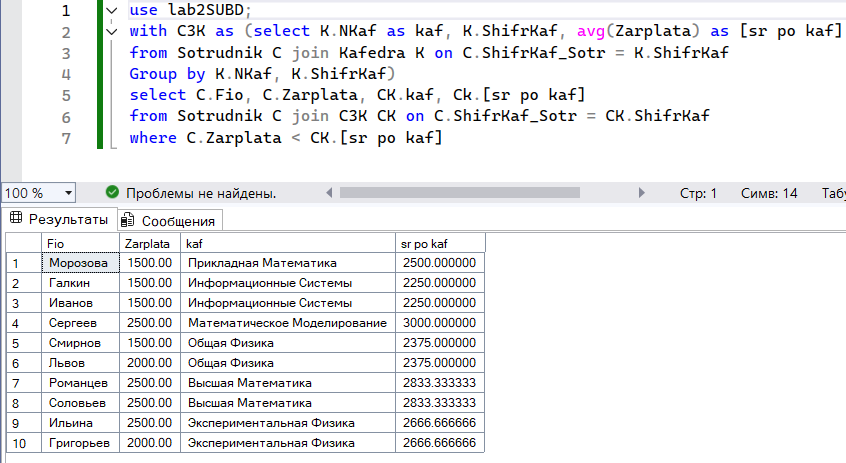 1 use lab2SUBD;
2 with СЗК as (select K.NKaf as kaf, K.ShifrKaf, avg(Zarplata) as [sr po kaf]
3 from Sotrudnik C join Kafedra K on C.ShifrKaf_Sotr = K.ShifrKaf
4 Group by K.NKaf, K.ShifrKaf)
5 select C.Fio, C.Zarplata, CK.kaf, Ck.[sr po kaf]
6 from Sotrudnik C join СЗК CK on C.ShifrKaf_Sotr = CK.ShifrKaf
7 where C.Zarplata < CK.[sr po kaf]
100 % Проблемы не найдены. Стр: 1 Симв: 14 Табу
Результаты Сообщения
Fio Zarplata kaf sr po kaf
1 Морозова 1500.00 Прикладная Математика 2500.000000
2 Галкин 1500.00 Информационные Системы 2250.000000
3 Иванов 1500.00 Информационные Системы 2250.000000
4 Сергеев 2500.00 Математическое Моделирование 3000.000000
5 Смирнов 1500.00 Общая Физика 2375.000000
6 Львов 2000.00 Общая Физика 2375.000000
7 Романцев 2500.00 Высшая Математика 2833.333333
8 Соловьев 2500.00 Высшая Математика 2833.333333
9 Ильина 2500.00 Экспериментальная Физика 2666.666666
10 Григорьев 2000.00 Экспериментальная Физика 2666.666666